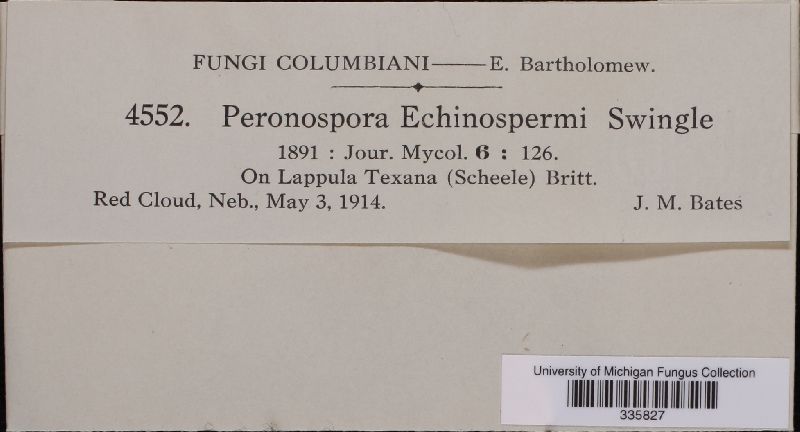 FUNGI COLUMBIANI——E. Bartholomew.
4552. Peronospora Echinospermi Swingle
1891 : Jour. Mycol. 6 : 126.
On Lappula Texana (Scheele) Britt.
Red Cloud, Neb., May 3, 1914. J. M. Bates
University of Michigan Fungus Collection
335827